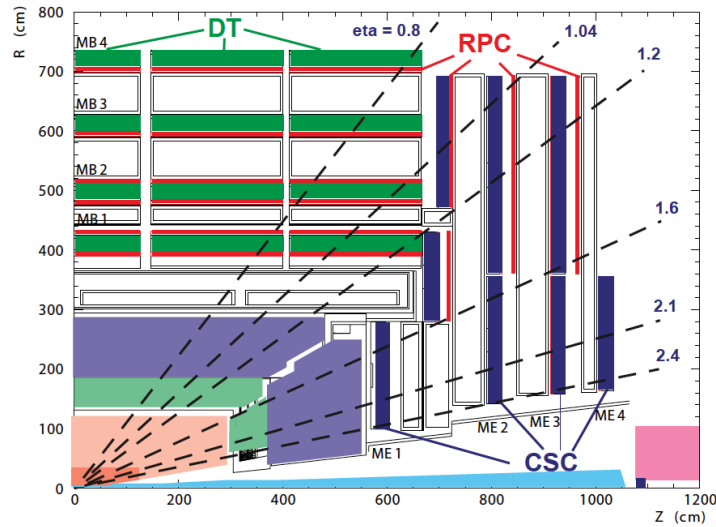 R (cm)
800
700
600
500
400
300
200
100
0
MB 4
MB 3
MB 2
MB 1
DT
eta = 0.8
1.04
RPC
1.2
1.6
2.1
2.4
ME 1
ME 2
ME 3
ME 4
CSC
0
200
400
600
800
1000
1200
Z (cm)